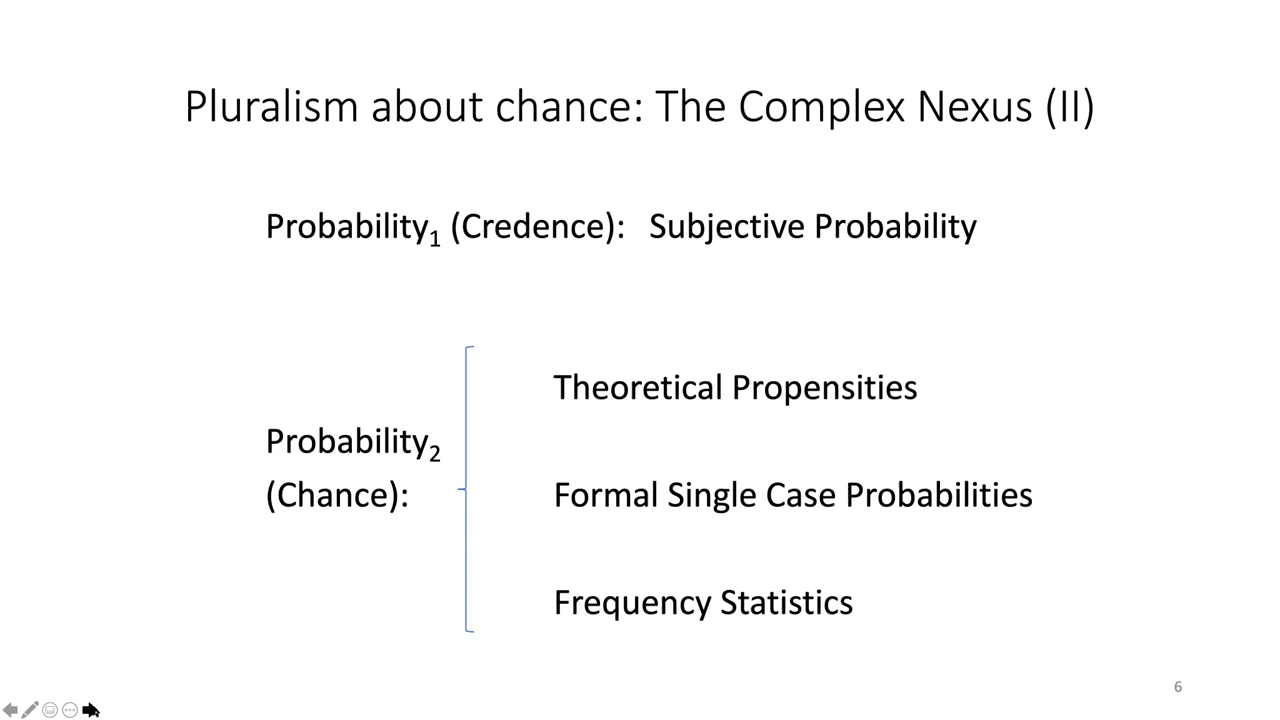 Pluralism about chance: The Complex Nexus (II)
Probability₁ (Credence): Subjective Probability
Probability₂
(Chance):
Theoretical Propensities
Formal Single Case Probabilities
Frequency Statistics
6